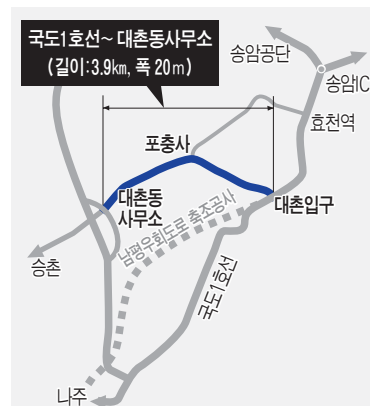 국도1호선~ 대촌동사무소
(길이:3.9㎞, 폭 20m)
송암공단
송암IC
효천역
포충사
대촌동
사무소
대촌입구
남평우회도로 축조공사
승촌
국도1호선
나주